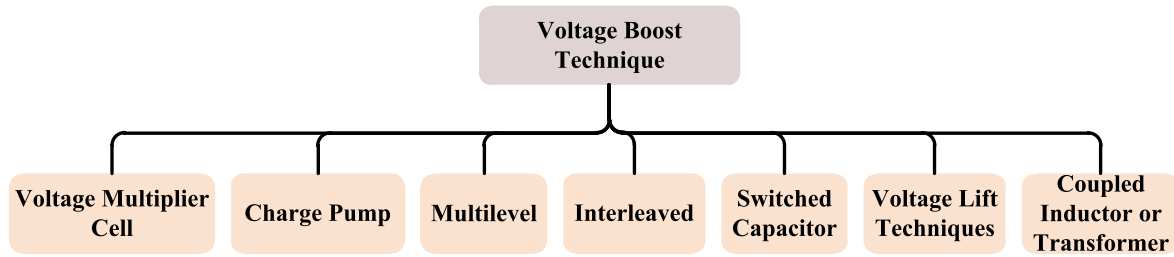 Voltage Boost
Technique
Voltage Multiplier
Cell
Charge Pump
Multilevel
Interleaved
Switched
Capacitor
Voltage Lift
Techniques
Coupled
Inductor or
Transformer